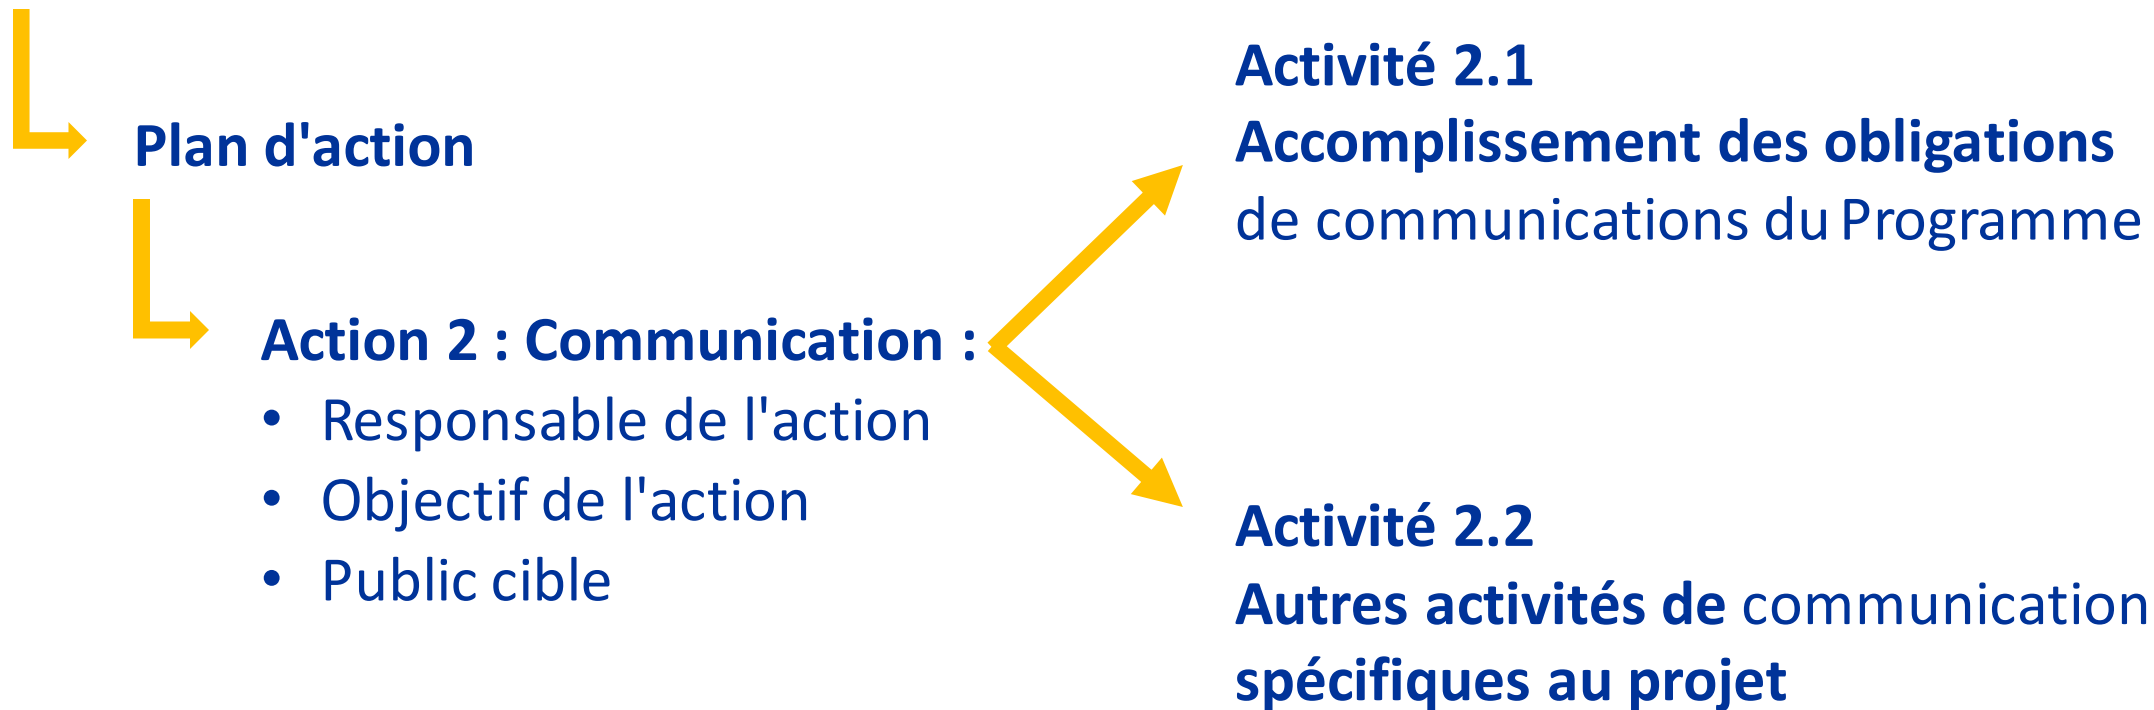 Plan d'action
Action 2 : Communication :
• Responsable de l'action
• Objectif de l'action
• Public cible
Activité 2.1
Accomplissement des obligations
de communications du Programme
Activité 2.2
Autres activités de communication
spécifiques au projet